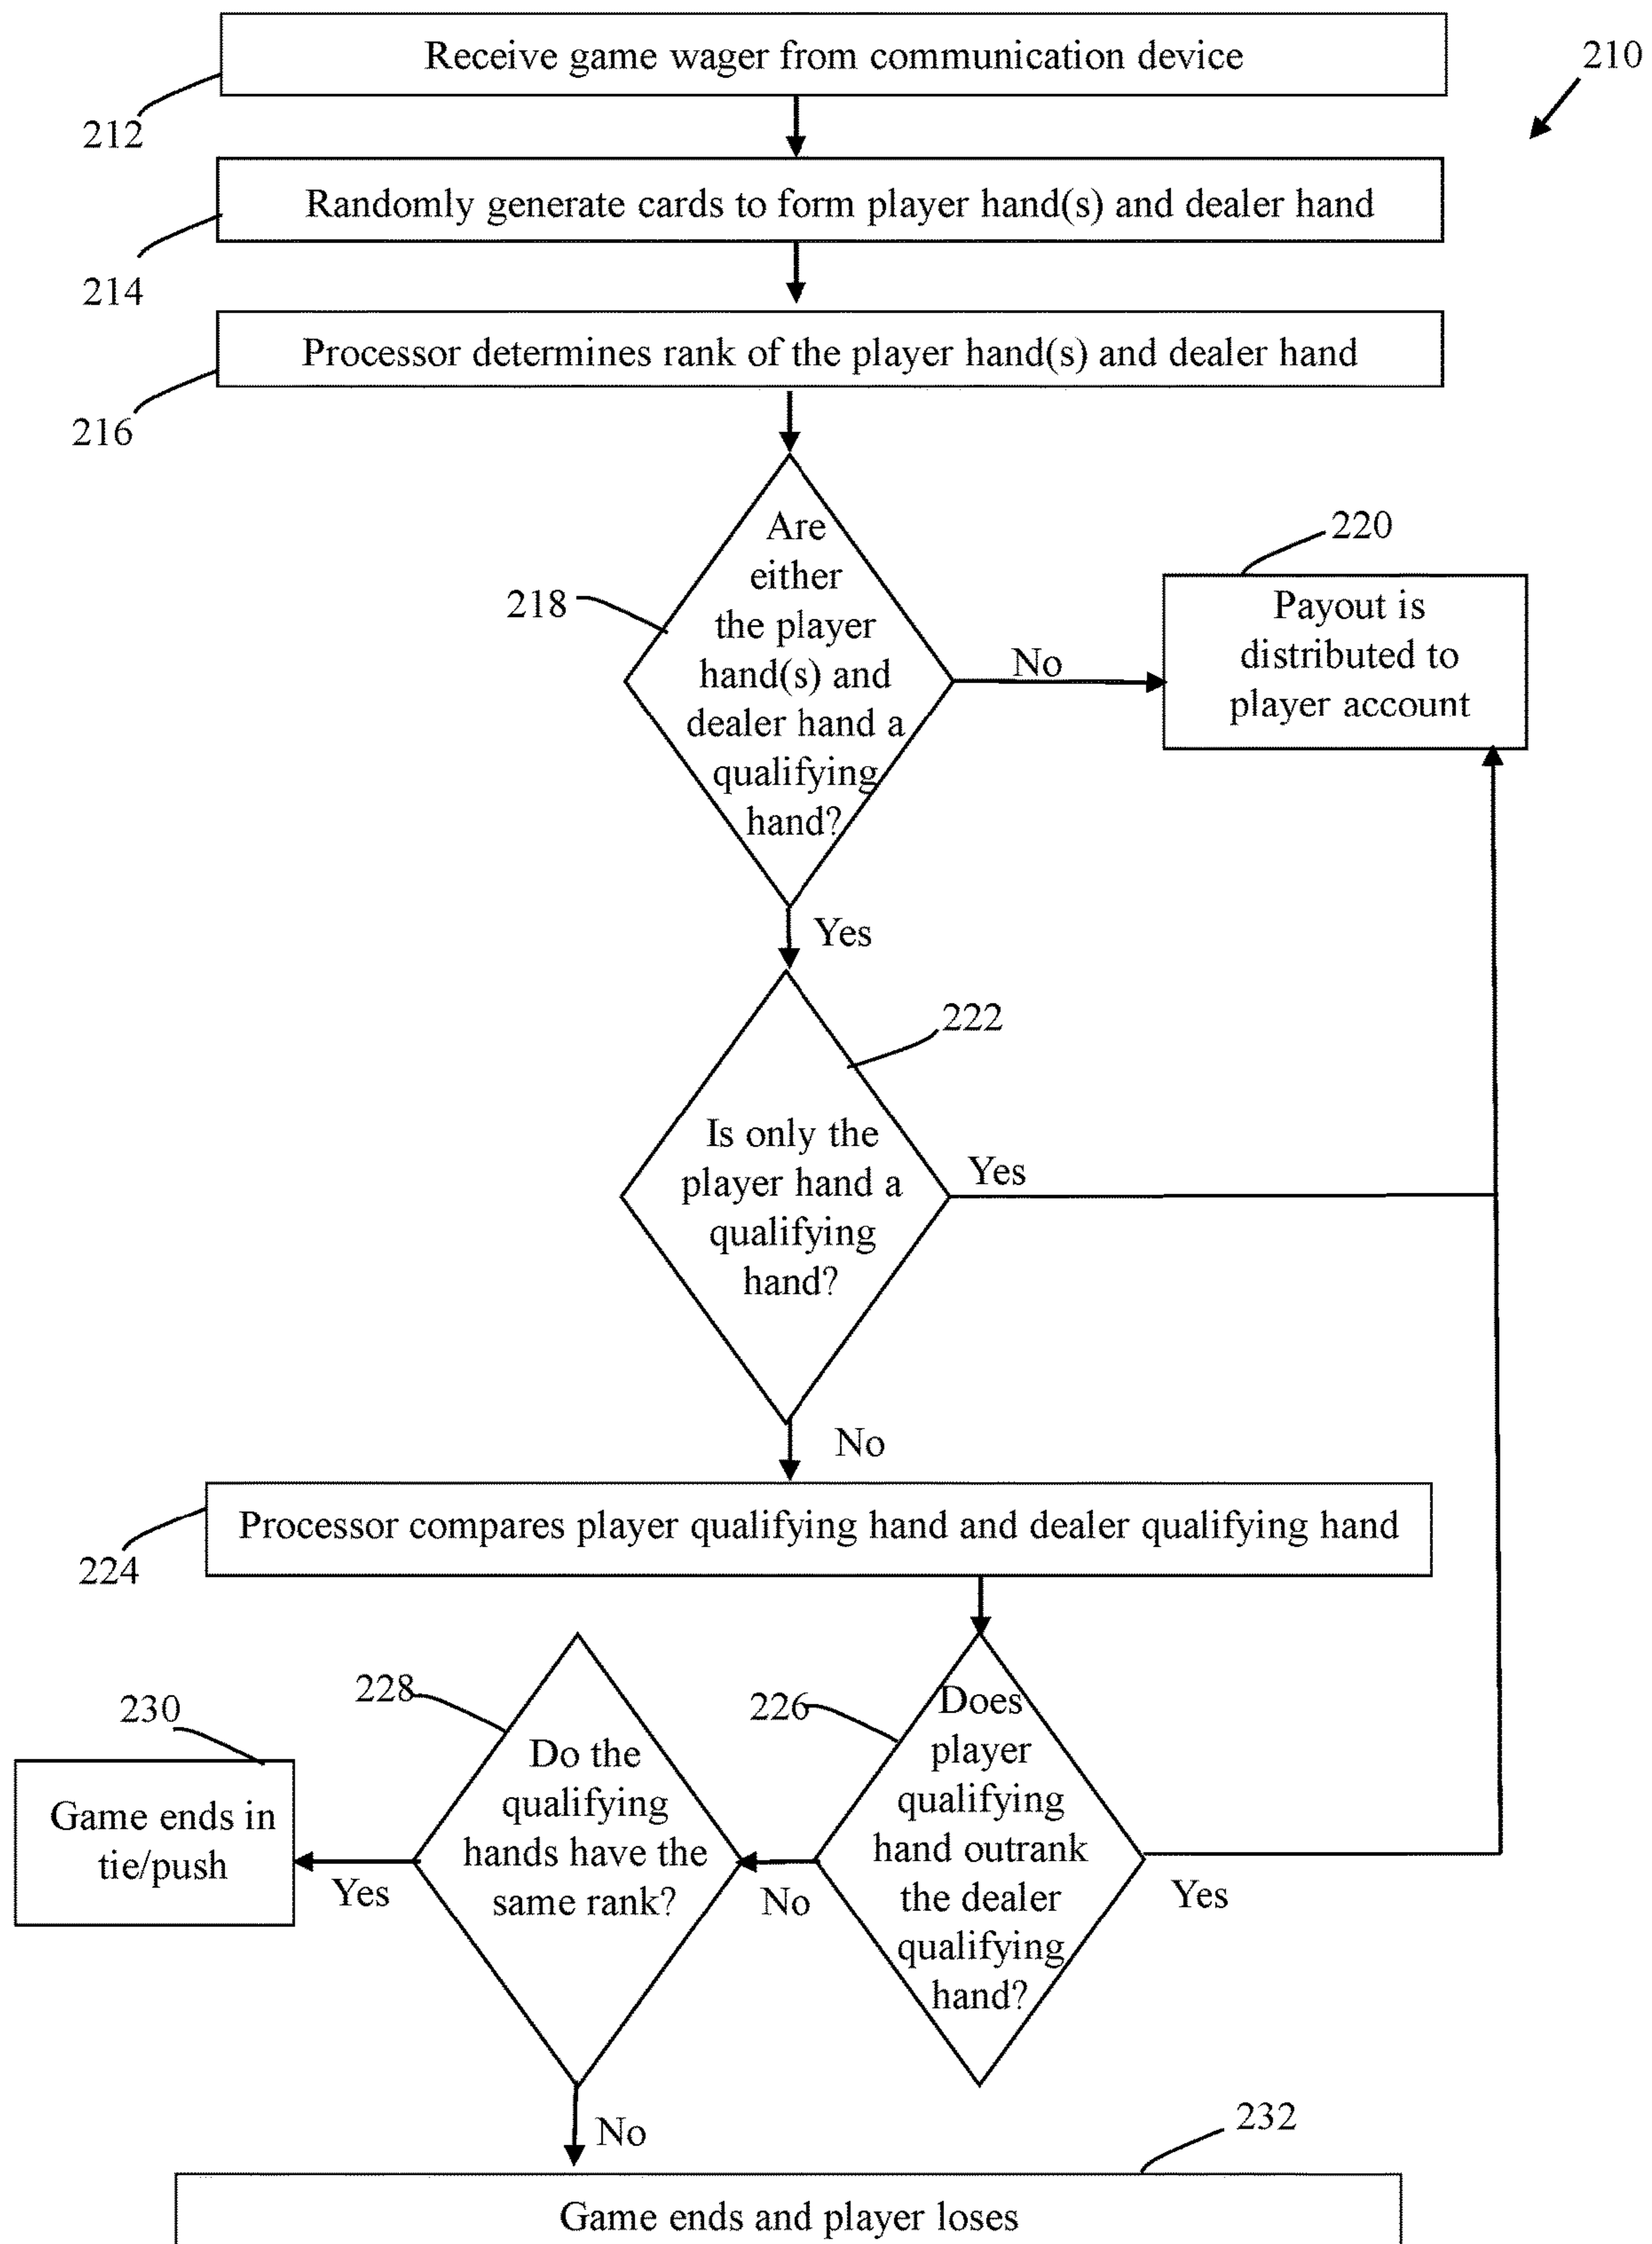 Receive game wager from communication device
210
212
Randomly generate cards to form player hand(s) and dealer hand
214
Processor determines rank of the player hand(s) and dealer hand
216
Are
either
the player
hand(s) and
dealer hand a
qualifying
hand?
218
No
220
Payout is
distributed to
player account
Yes
222
Is only the
player hand a
qualifying
hand?
Yes
No
Processor compares player qualifying hand and dealer qualifying hand
224
226
Does
player
qualifying
hand outrank
the dealer
qualifying
hand?
Yes
No
228
Do the
qualifying
hands have the
same rank?
Yes
230
Game ends in
tie/push
No
232
Game ends and player loses